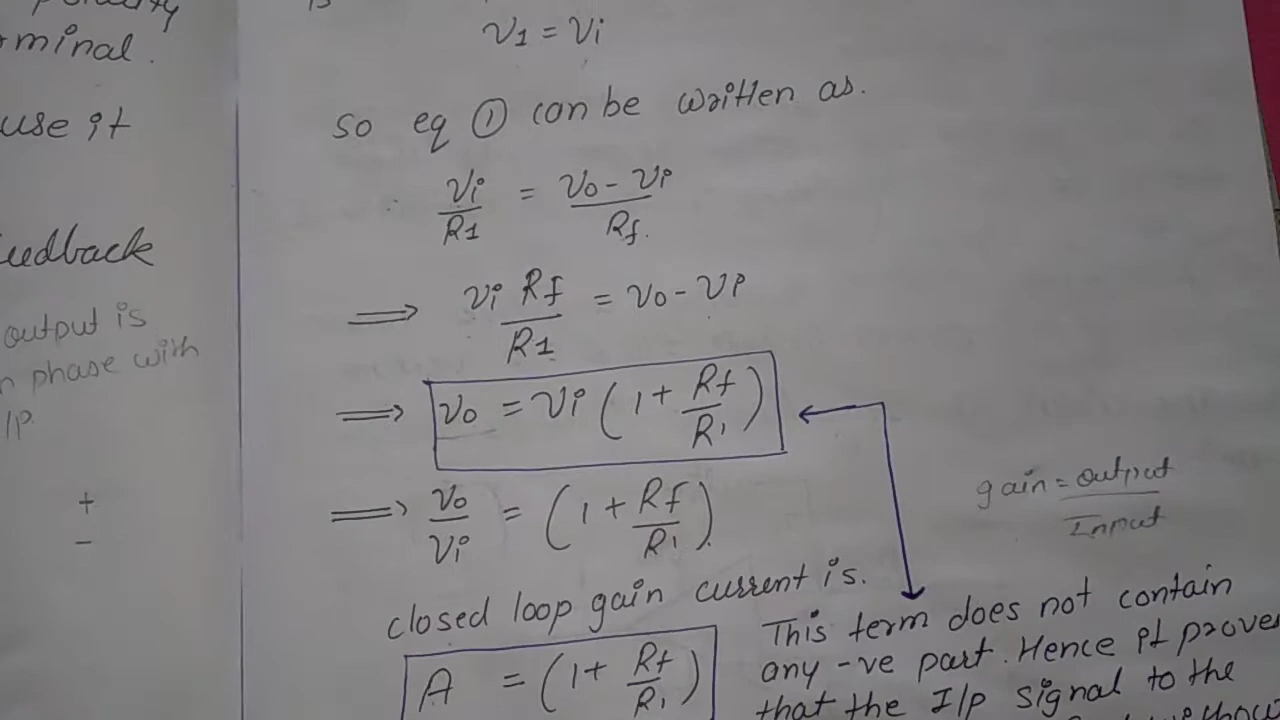 minal.
use it
feedback
output is
n phase with
I/P.
+
-
v1 = vi
so eq ① can be written as.
vi/R1 = vo - vi/Rf.
⟹ vi Rf/R1 = vo - vi
⟹ vo = vi (1 + Rf/R1)
⟹ vo/vi = (1 + Rf/R1)
gain = output/Input
closed loop gain current is.
A = (1 + Rf/R1)
This term does not contain
any -ve part. Hence it prove
that the I/p signal to the